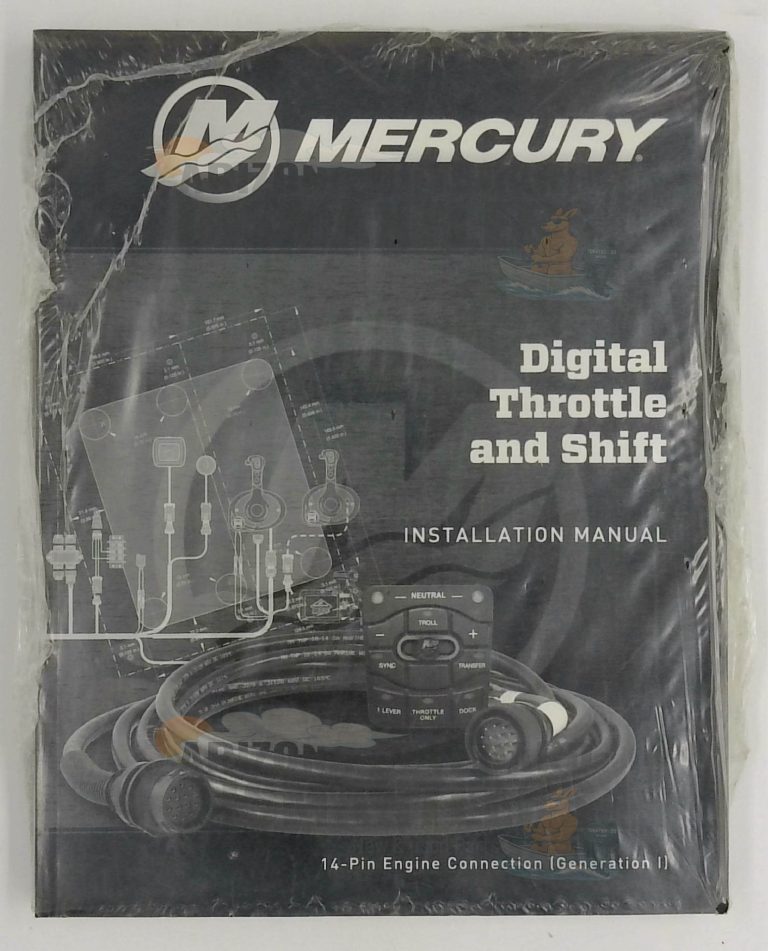 MERCURY
Digital
Throttle
and Shift
INSTALLATION MANUAL
NEUTRAL
TROLL
- +
SYNC TRANSFER
1 LEVER THROTTLE ONLY DOCK
14-Pin Engine Connection (Generation I)